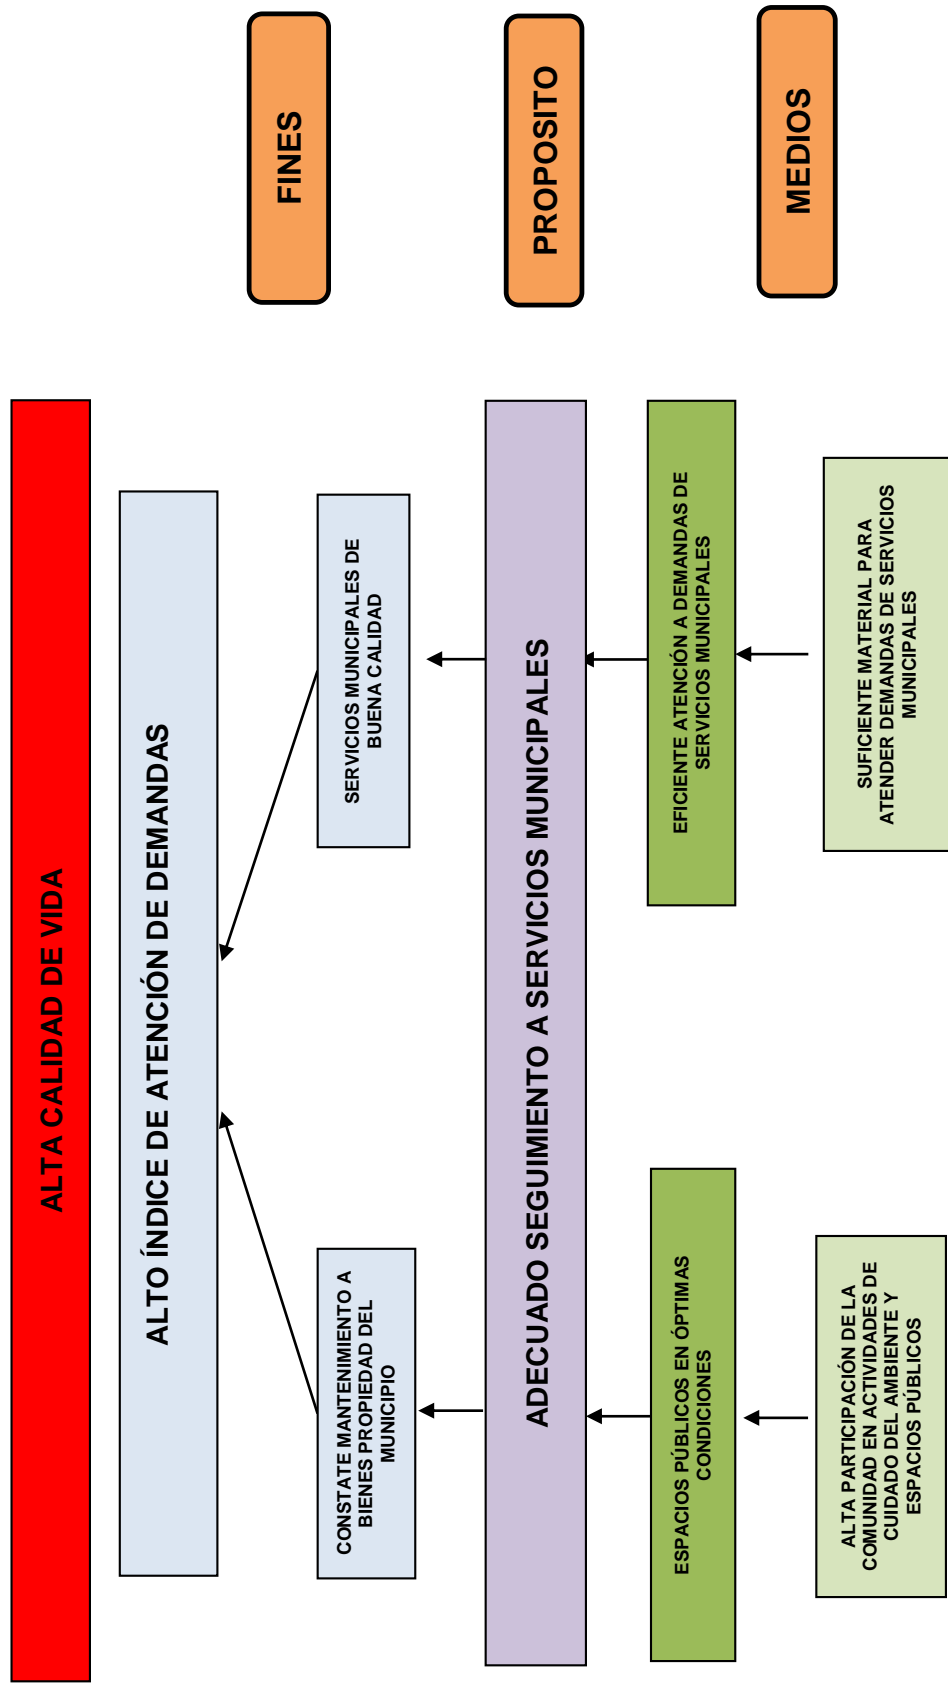 ALTA CALIDAD DE VIDA
ALTO ÍNDICE DE ATENCIÓN DE DEMANDAS
FINES
CONSTATE MANTENIMIENTO A
BIENES PROPIEDAD DEL
MUNICIPIO
SERVICIOS MUNICIPALES DE
BUENA CALIDAD
ADECUADO SEGUIMIENTO A SERVICIOS MUNICIPALES
PROPOSITO
ESPACIOS PÚBLICOS EN ÓPTIMAS
CONDICIONES
EFICIENTE ATENCIÓN A DEMANDAS DE
SERVICIOS MUNICIPALES
MEDIOS
ALTA PARTICIPACIÓN DE LA
COMUNIDAD EN ACTIVIDADES DE
CUIDADO DEL AMBIENTE Y
ESPACIOS PÚBLICOS
SUFICIENTE MATERIAL PARA
ATENDER DEMANDAS DE SERVICIOS
MUNICIPALES